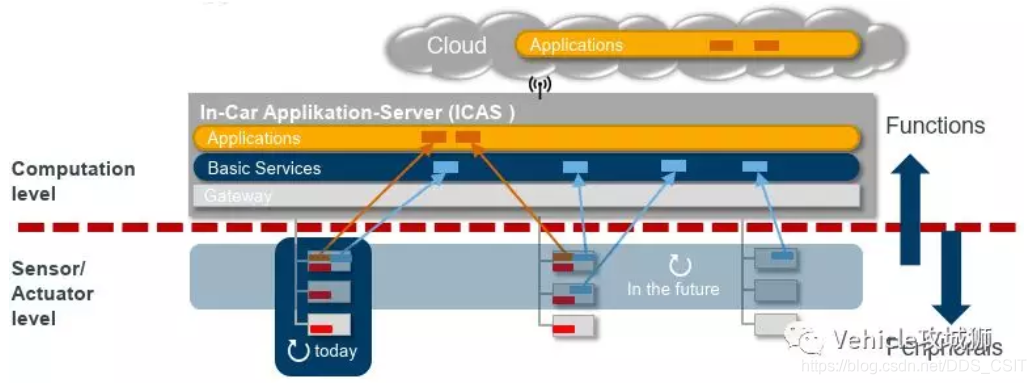 Cloud
Applications
In-Car Applikation-Server (ICAS )
Applications
Basic Services
Gateway
Functions
Computation
level
Sensor/
Actuator
level
In the future
today
Vehicle攻城狮
Peripherals
https://blog.csdn.net/DDS_CSIT